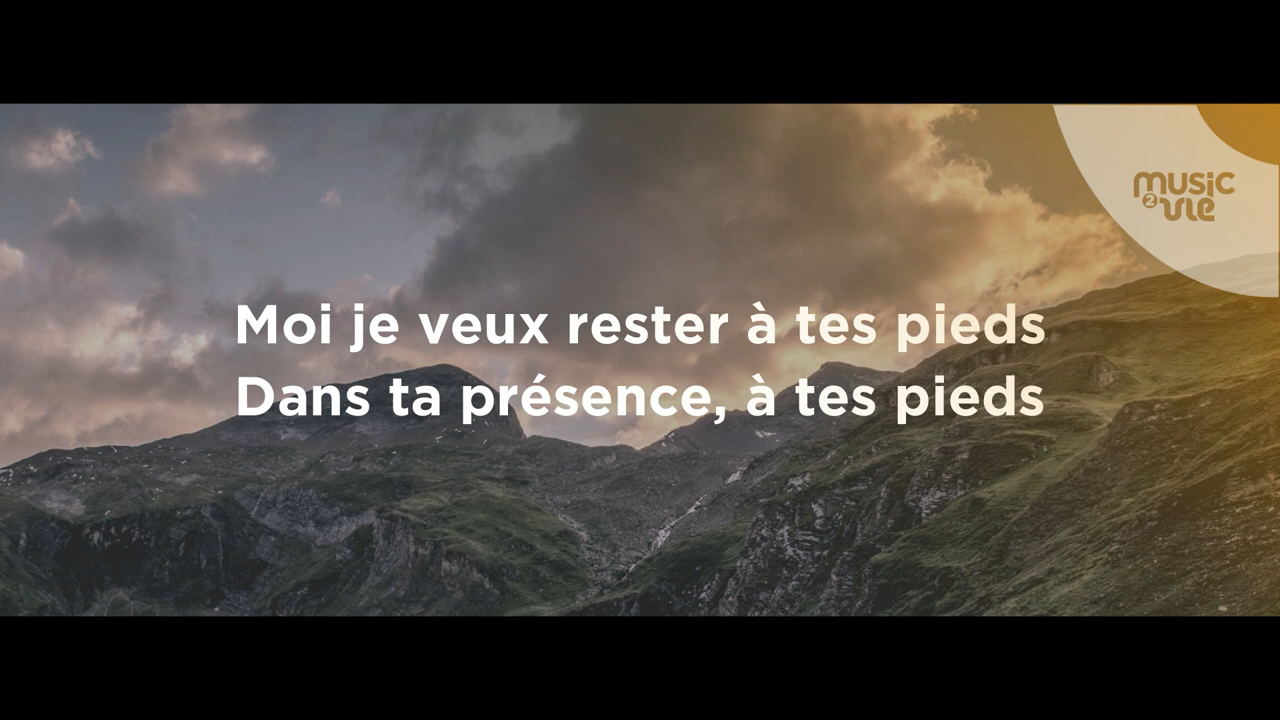 music
2 vie
Moi je veux rester à tes pieds
Dans ta présence, à tes pieds